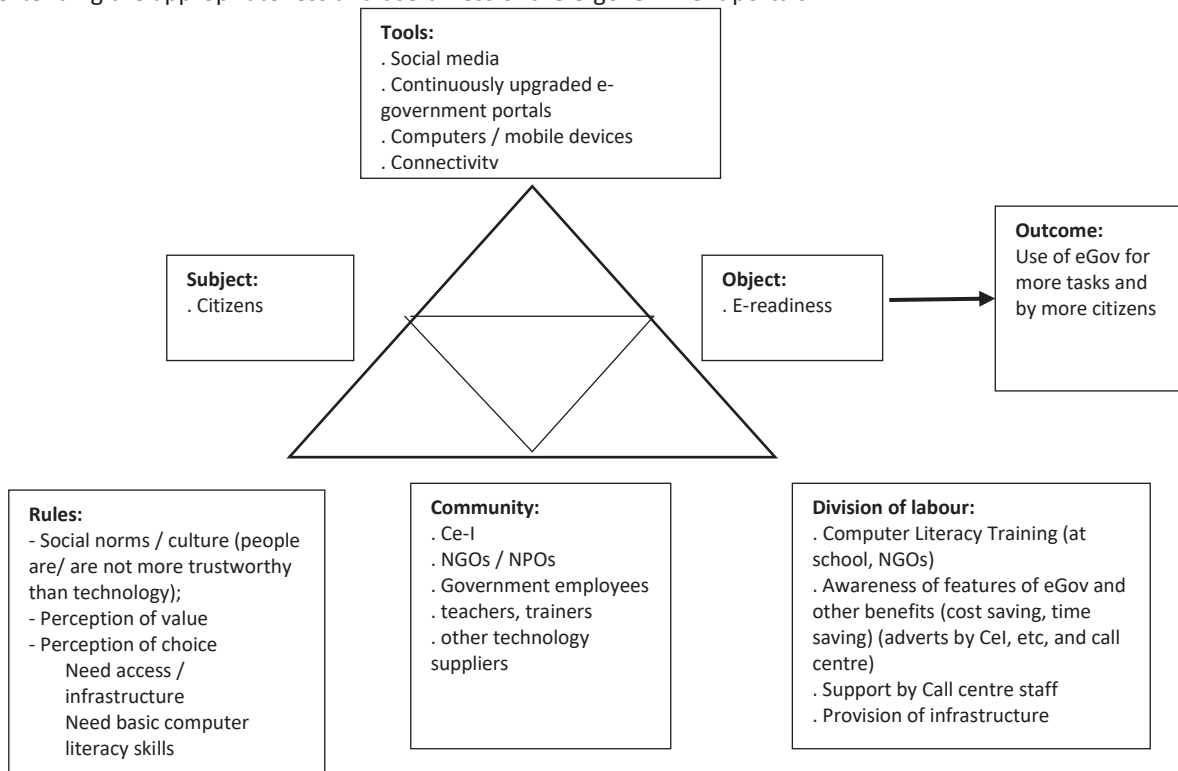 Tools:
. Social media
. Continuously upgraded e-
government portals
. Computers / mobile devices
. Connectivity
Subject:
. Citizens
Object:
. E-readiness
Outcome:
Use of eGov for
more tasks and
by more citizens
Rules:
- Social norms / culture (people
are/ are not more trustworthy
than technology);
- Perception of value
- Perception of choice
Need access /
infrastructure
Need basic computer
literacy skills
Community:
. Ce-I
. NGOs / NPOs
. Government employees
. teachers, trainers
. other technology
suppliers
Division of labour:
. Computer Literacy Training (at
school, NGOs)
. Awareness of features of eGov and
other benefits (cost saving, time
saving) (adverts by CeI, etc, and call
centre)
. Support by Call centre staff
. Provision of infrastructure